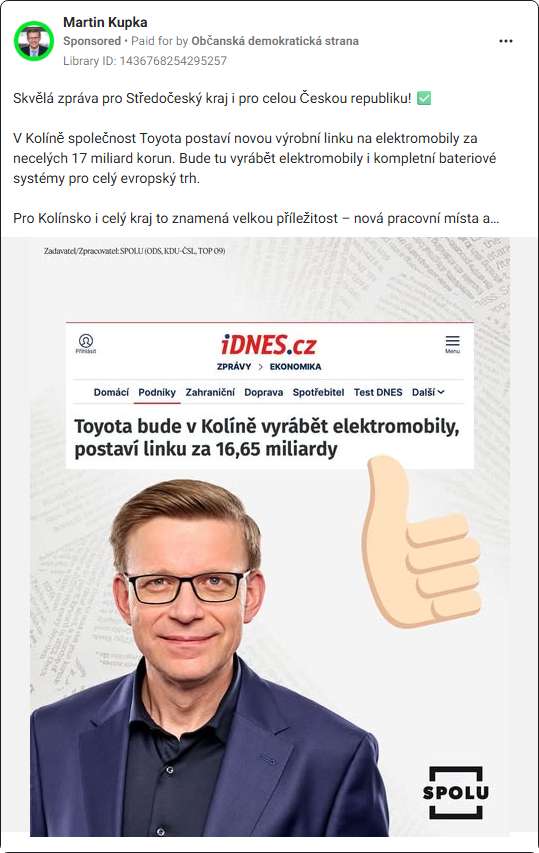 Martin Kupka
Sponsored • Paid for by Občanská demokratická strana
Library ID: 1436768254295257
Skvělá zpráva pro Středočeský kraj i pro celou Českou republiku! ✅
V Kolíně společnost Toyota postaví novou výrobní linku na elektromobily za
necelých 17 miliard korun. Bude tu vyrábět elektromobily i kompletní bateriové
systémy pro celý evropský trh.
Pro Kolínsko i celý kraj to znamená velkou příležitost – nová pracovní místa a...
Zadavatel/Zpracovatel: SPOLU (ODS, KDU-ČSL, TOP 09)
iDNES.cz
Přihlásit
Menu
ZPRÁVY > EKONOMIKA
Domácí Podniky Zahraniční Doprava Spotřebitel Test DNES Další
Toyota bude v Kolíně vyrábět elektromobily,
postaví linku za 16,65 miliardy
SPOLU